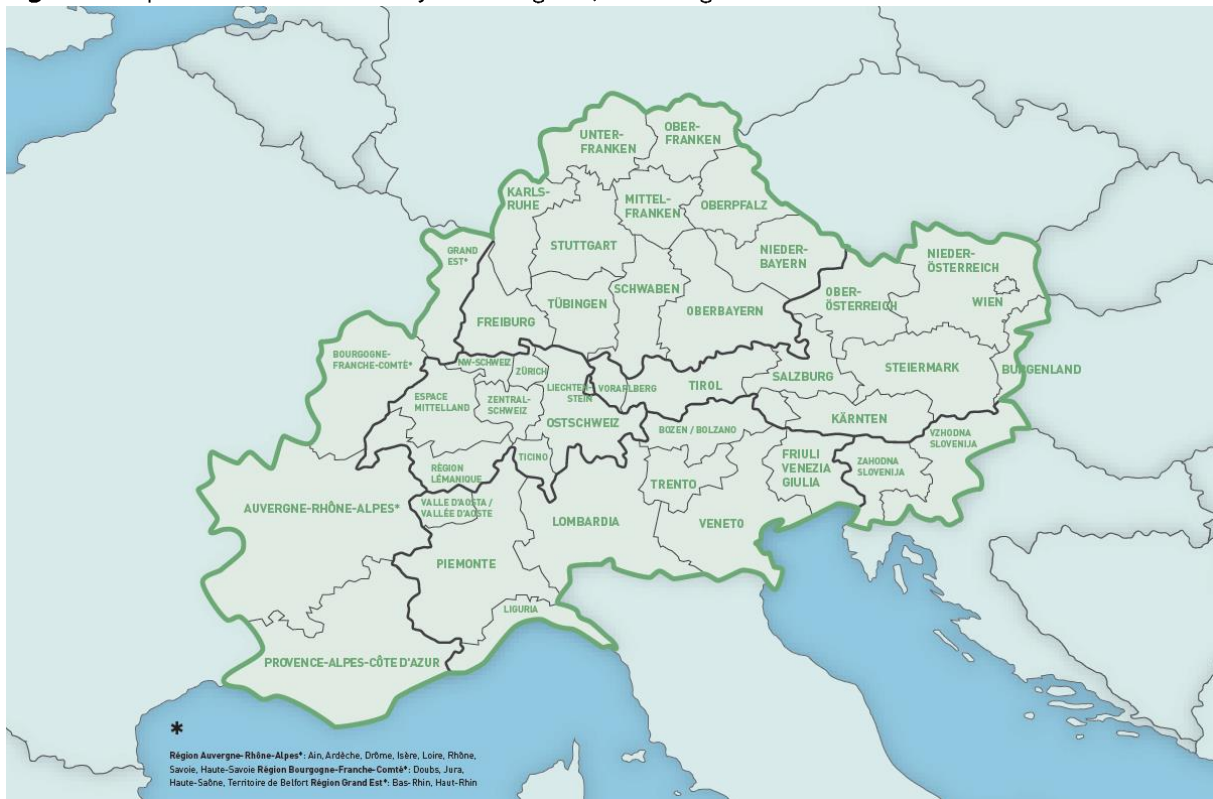 UNTER-
FRANKEN
OBER-
FRANKEN
KARLS-
RUHE
MITTEL-
FRANKEN
OBERPFALZ
GRAND
EST*
STUTTGART
NIEDER-
BAYERN
NIEDER-
ÖSTERREICH
SCHWABEN
OBER-
ÖSTERREICH
WIEN
TÜBINGEN
OBERBAYERN
FREIBURG
BOURGOGNE-
FRANCHE-COMTÈ*
NW-SCHWEIZ
ZÜRICH
LIECHTEN-
STEIN
VORARLBERG
TIROL
SALZBURG
STEIERMARK
BURGENLAND
ESPACE
MITTELLAND
ZENTRAL-
SCHWEIZ
OSTSCHWEIZ
KÄRNTEN
BOZEN / BOLZANO
VZHODNA
SLOVENIJA
TICINO
FRIULI
VENEZIA
GIULIA
ZAHODNA
SLOVENIJA
RÈGION
LÉMANIQUE
TRENTO
AUVERGNE-RHÔNE-ALPES*
VALLE D'AOSTA /
VALLÉE D'AOSTE
LOMBARDIA
VENETO
PIEMONTE
LIGURIA
PROVENCE-ALPES-CÔTE D'AZUR
*
Région Auvergne-Rhône-Alpes*: Ain, Ardèche, Drôme, Isère, Loire, Rhône,
Savoie, Haute-Savoie Région Bourgogne-Franche-Comtè*: Doubs, Jura,
Haute-Saône, Territoire de Belfort Région Grand Est*: Bas-Rhin, Haut-Rhin